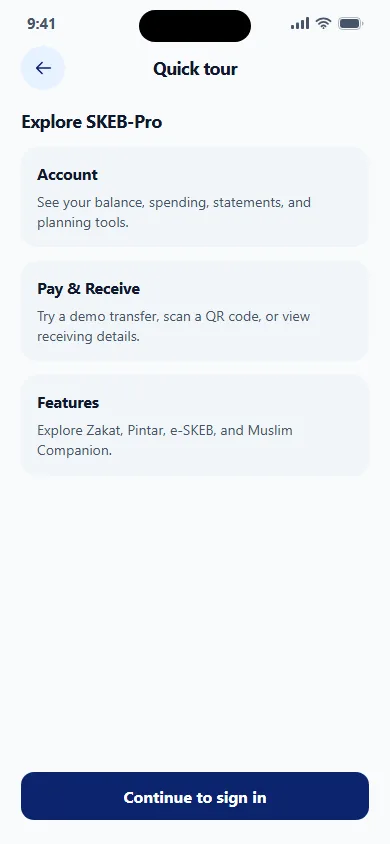 9:41
Quick tour
Explore SKEB-Pro
Account
See your balance, spending, statements, and
planning tools.
Pay & Receive
Try a demo transfer, scan a QR code, or view
receiving details.
Features
Explore Zakat, Pintar, e-SKEB, and Muslim
Companion.
Continue to sign in